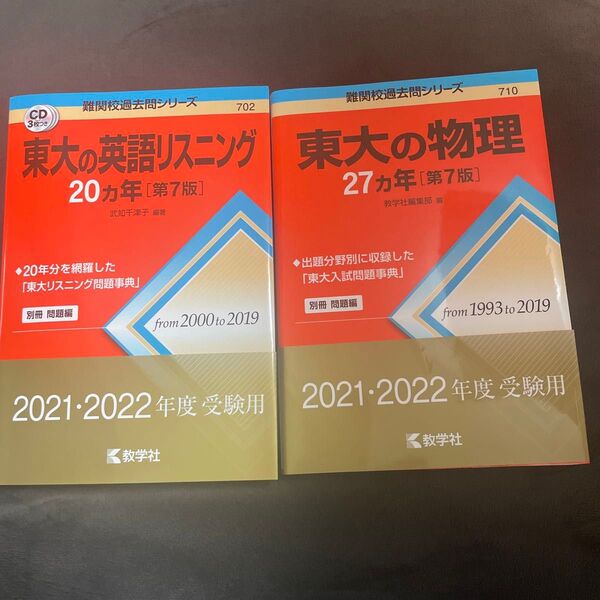 CD
3枚つき
難関校過去問シリーズ
702
東大の英語リスニング
20ヵ年[第7版]
武知千津子 編著
◆20年分を網羅した
「東大リスニング問題事典」
別冊 問題編
from 2000 to 2019
2021・2022年度 受験用
教学社
難関校過去問シリーズ
710
東大の物理
27ヵ年[第7版]
教学社編集部 編
◆出題分野別に収録した
「東大入試問題事典」
別冊 問題編
from 1993 to 2019
2021・2022年度 受験用
教学社